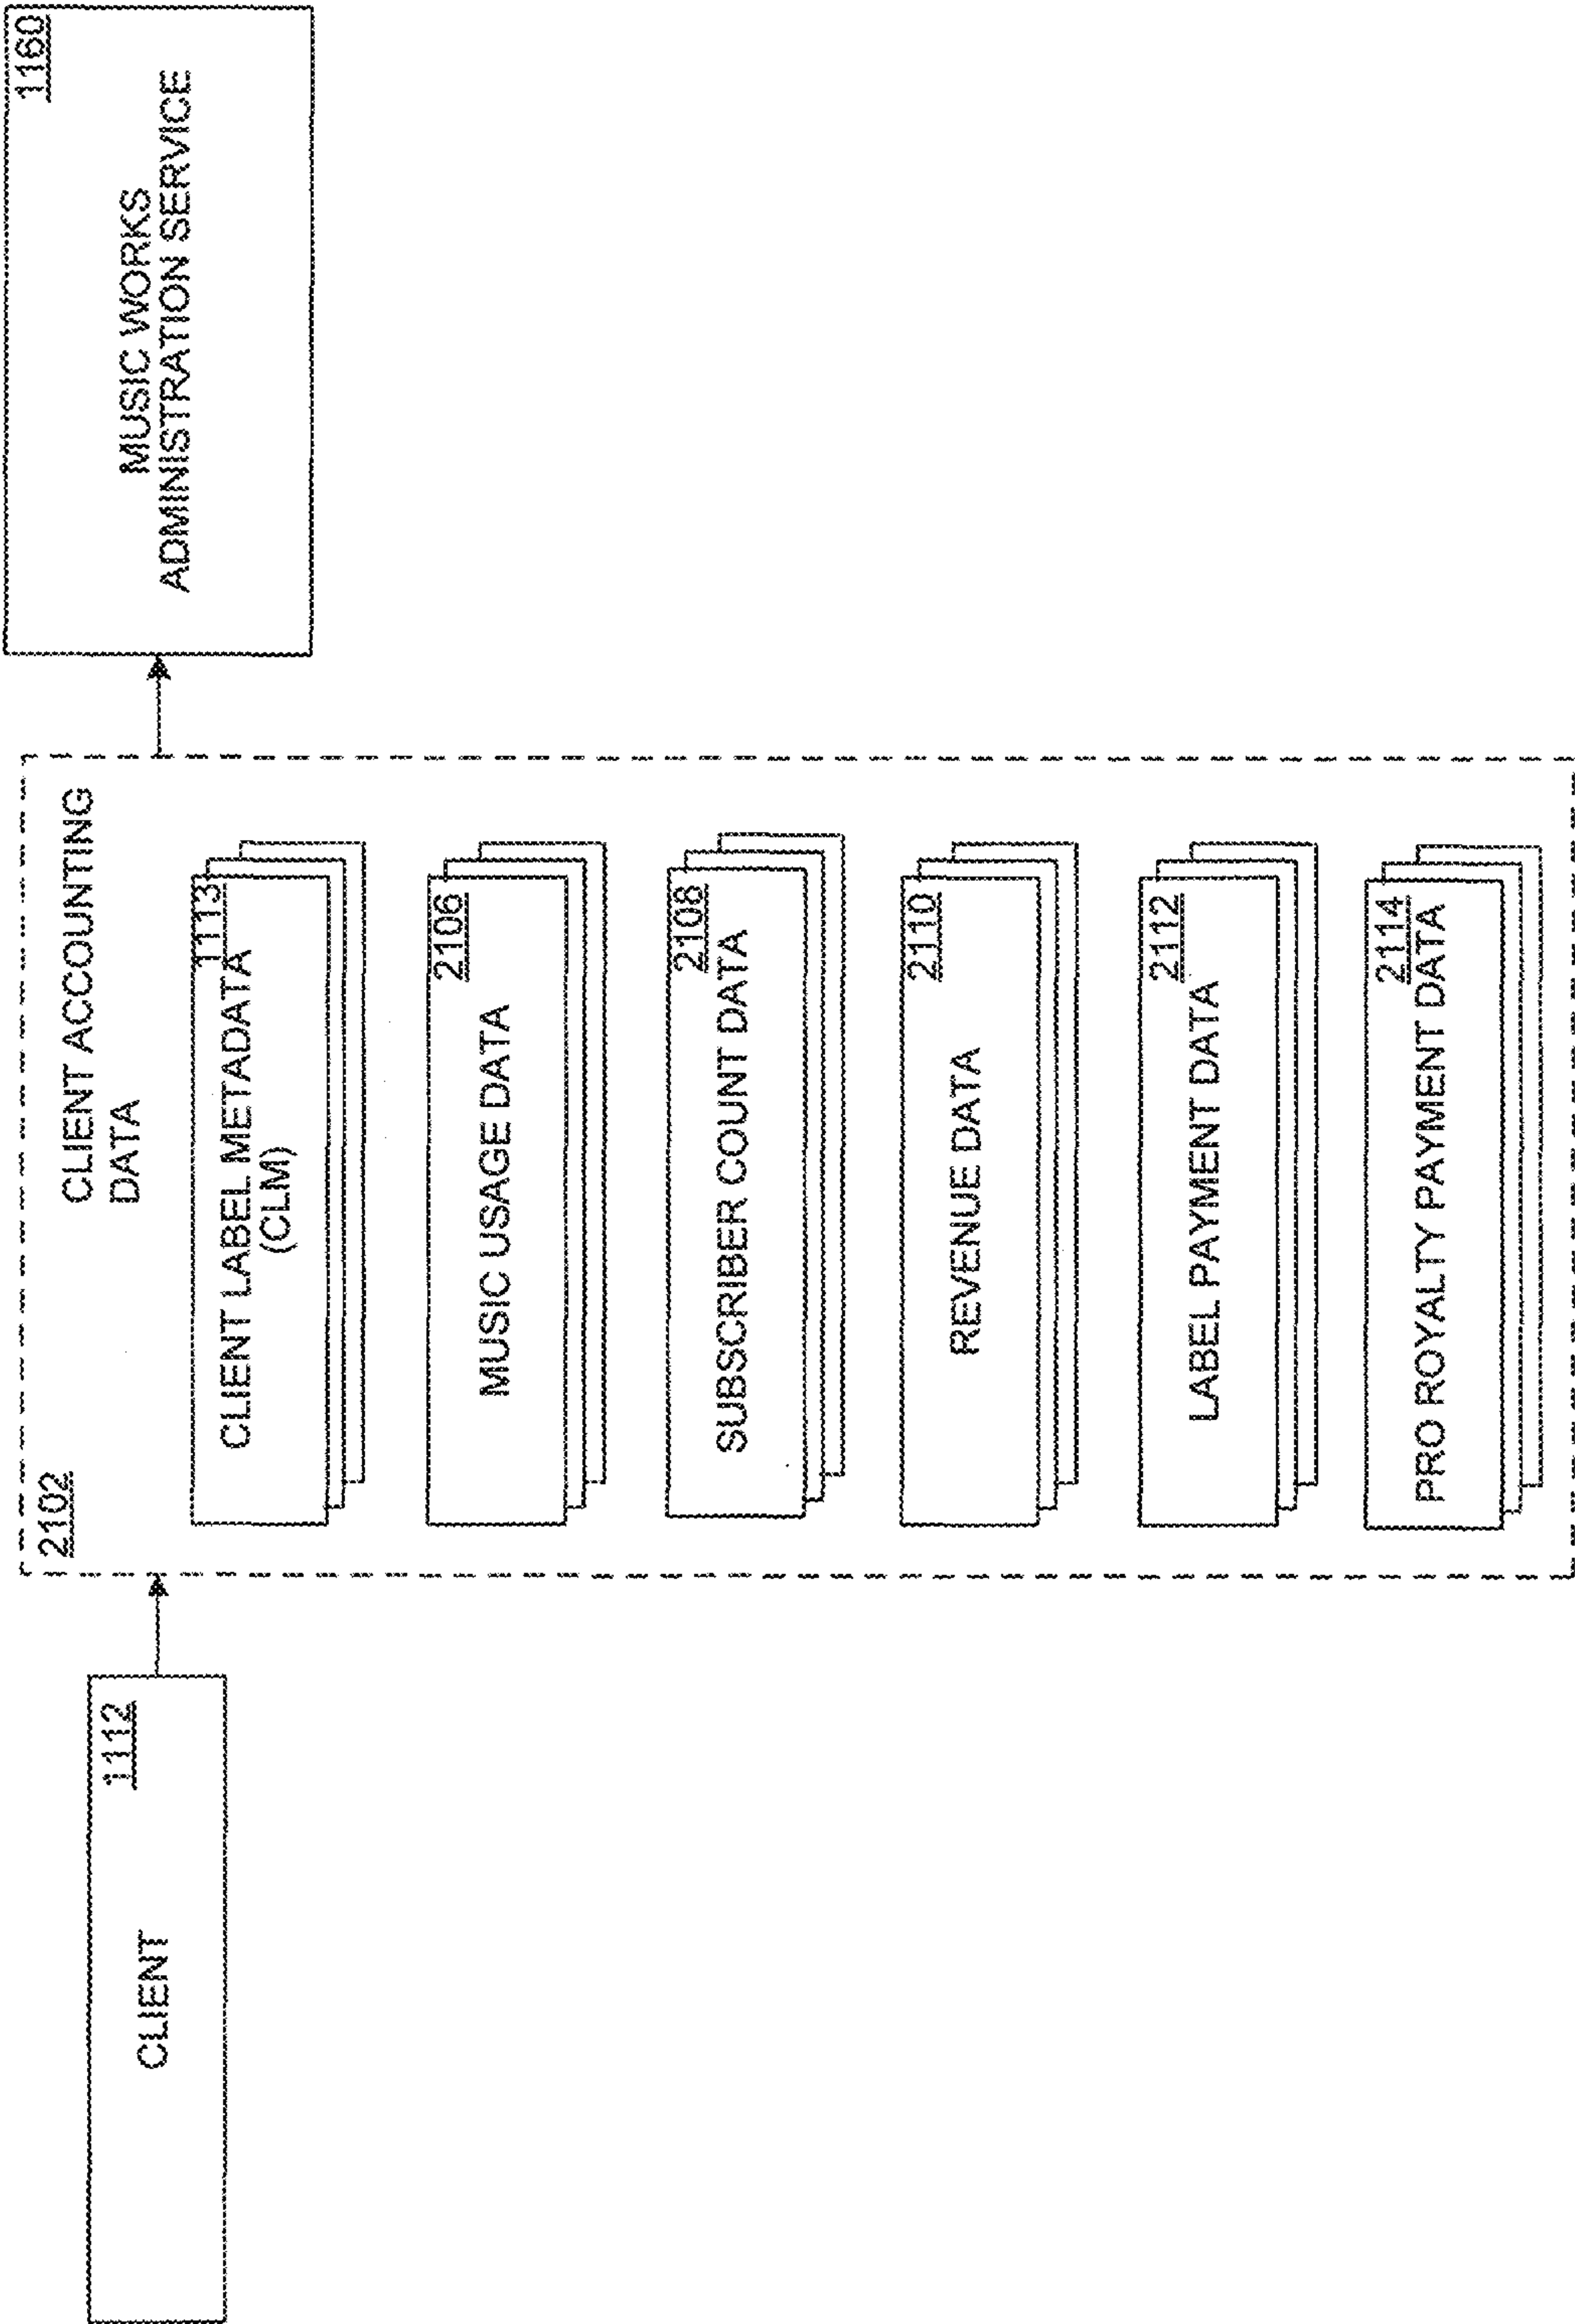 CLIENT
1112
2102
CLIENT ACCOUNTING
DATA
1113
CLIENT LABEL METADATA
(CLM)
2106
MUSIC USAGE DATA
2108
SUBSCRIBER COUNT DATA
2110
REVENUE DATA
2112
LABEL PAYMENT DATA
2114
PRO ROYALTY PAYMENT DATA
1160
MUSIC WORKS
ADMINISTRATION SERVICE